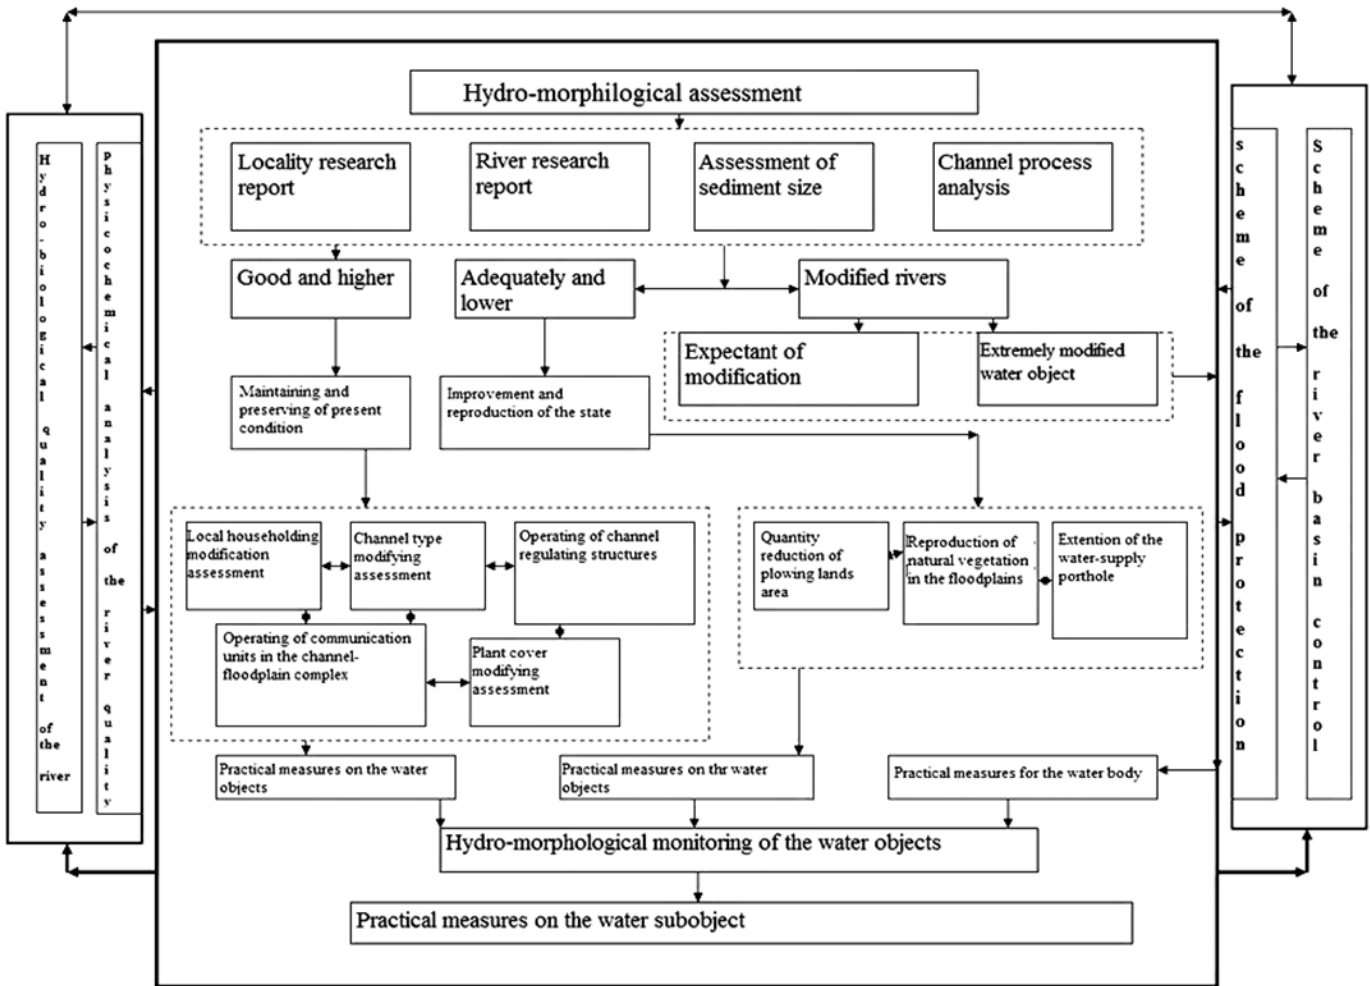 Hydro-morphilogical assessment
Locality research
report
River research
report
Assessment of
sediment size
Channel process
analysis
Good and higher
Adequately and
lower
Modified rivers
Expectant of
modification
Extremely modified
water object
Maintaining and
preserving of present
condition
Improvement and
reproduction of the state
Local householding
modification
assessment
Channel type
modifying
assessment
Operating of channel
regulating structures
Operating of communication
units in the channel-
floodplain complex
Plant cover
modifying
assessment
Quantity
reduction of
plowing lands
area
Reproduction of
natural vegetation
in the floodplains
Extention of the
water-supply
porthole
Practical measures on the water
objects
Practical measures on thr water
objects
Practical measures for the water body
Hydro-morphological monitoring of the water objects
Practical measures on the water subobject
Hydro-biological quality assessment of the river
physicochemical analysis of the river quality
scheme of the flood protection
Scheme of the river basin control